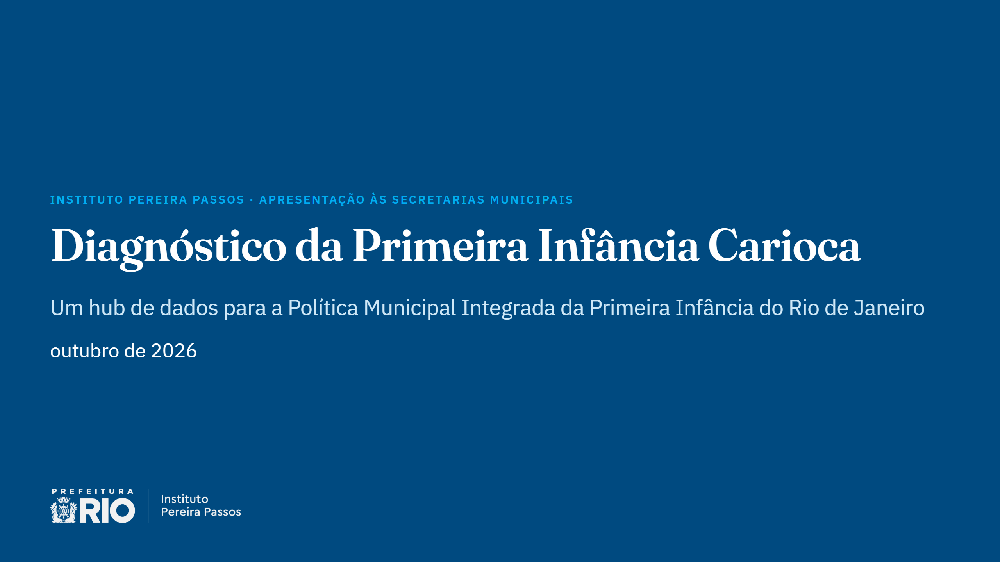 INSTITUTO PEREIRA PASSOS · APRESENTAÇÃO ÀS SECRETARIAS MUNICIPAIS
Diagnóstico da Primeira Infância Carioca
Um hub de dados para a Política Municipal Integrada da Primeira Infância do Rio de Janeiro
outubro de 2026
PREFEITURA
RIO
Instituto
Pereira Passos